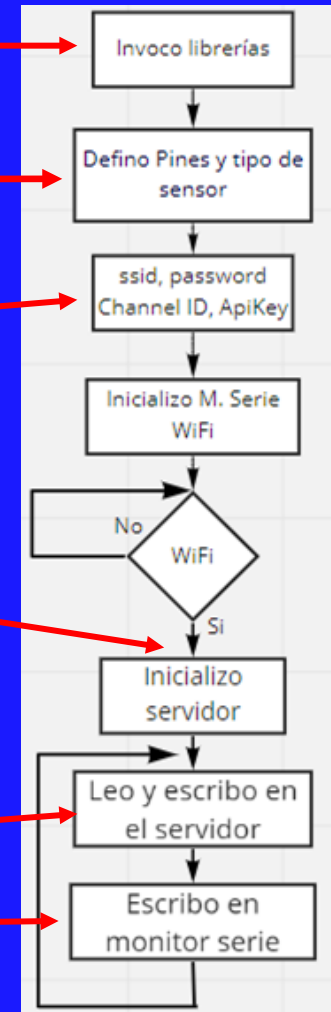 Invoco librerías
Defino Pines y tipo de
sensor
ssid, password
Channel ID, ApiKey
Inicializo M. Serie
WiFi
No
WiFi
Si
Inicializo
servidor
Leo y escribo en
el servidor
Escribo en
monitor serie